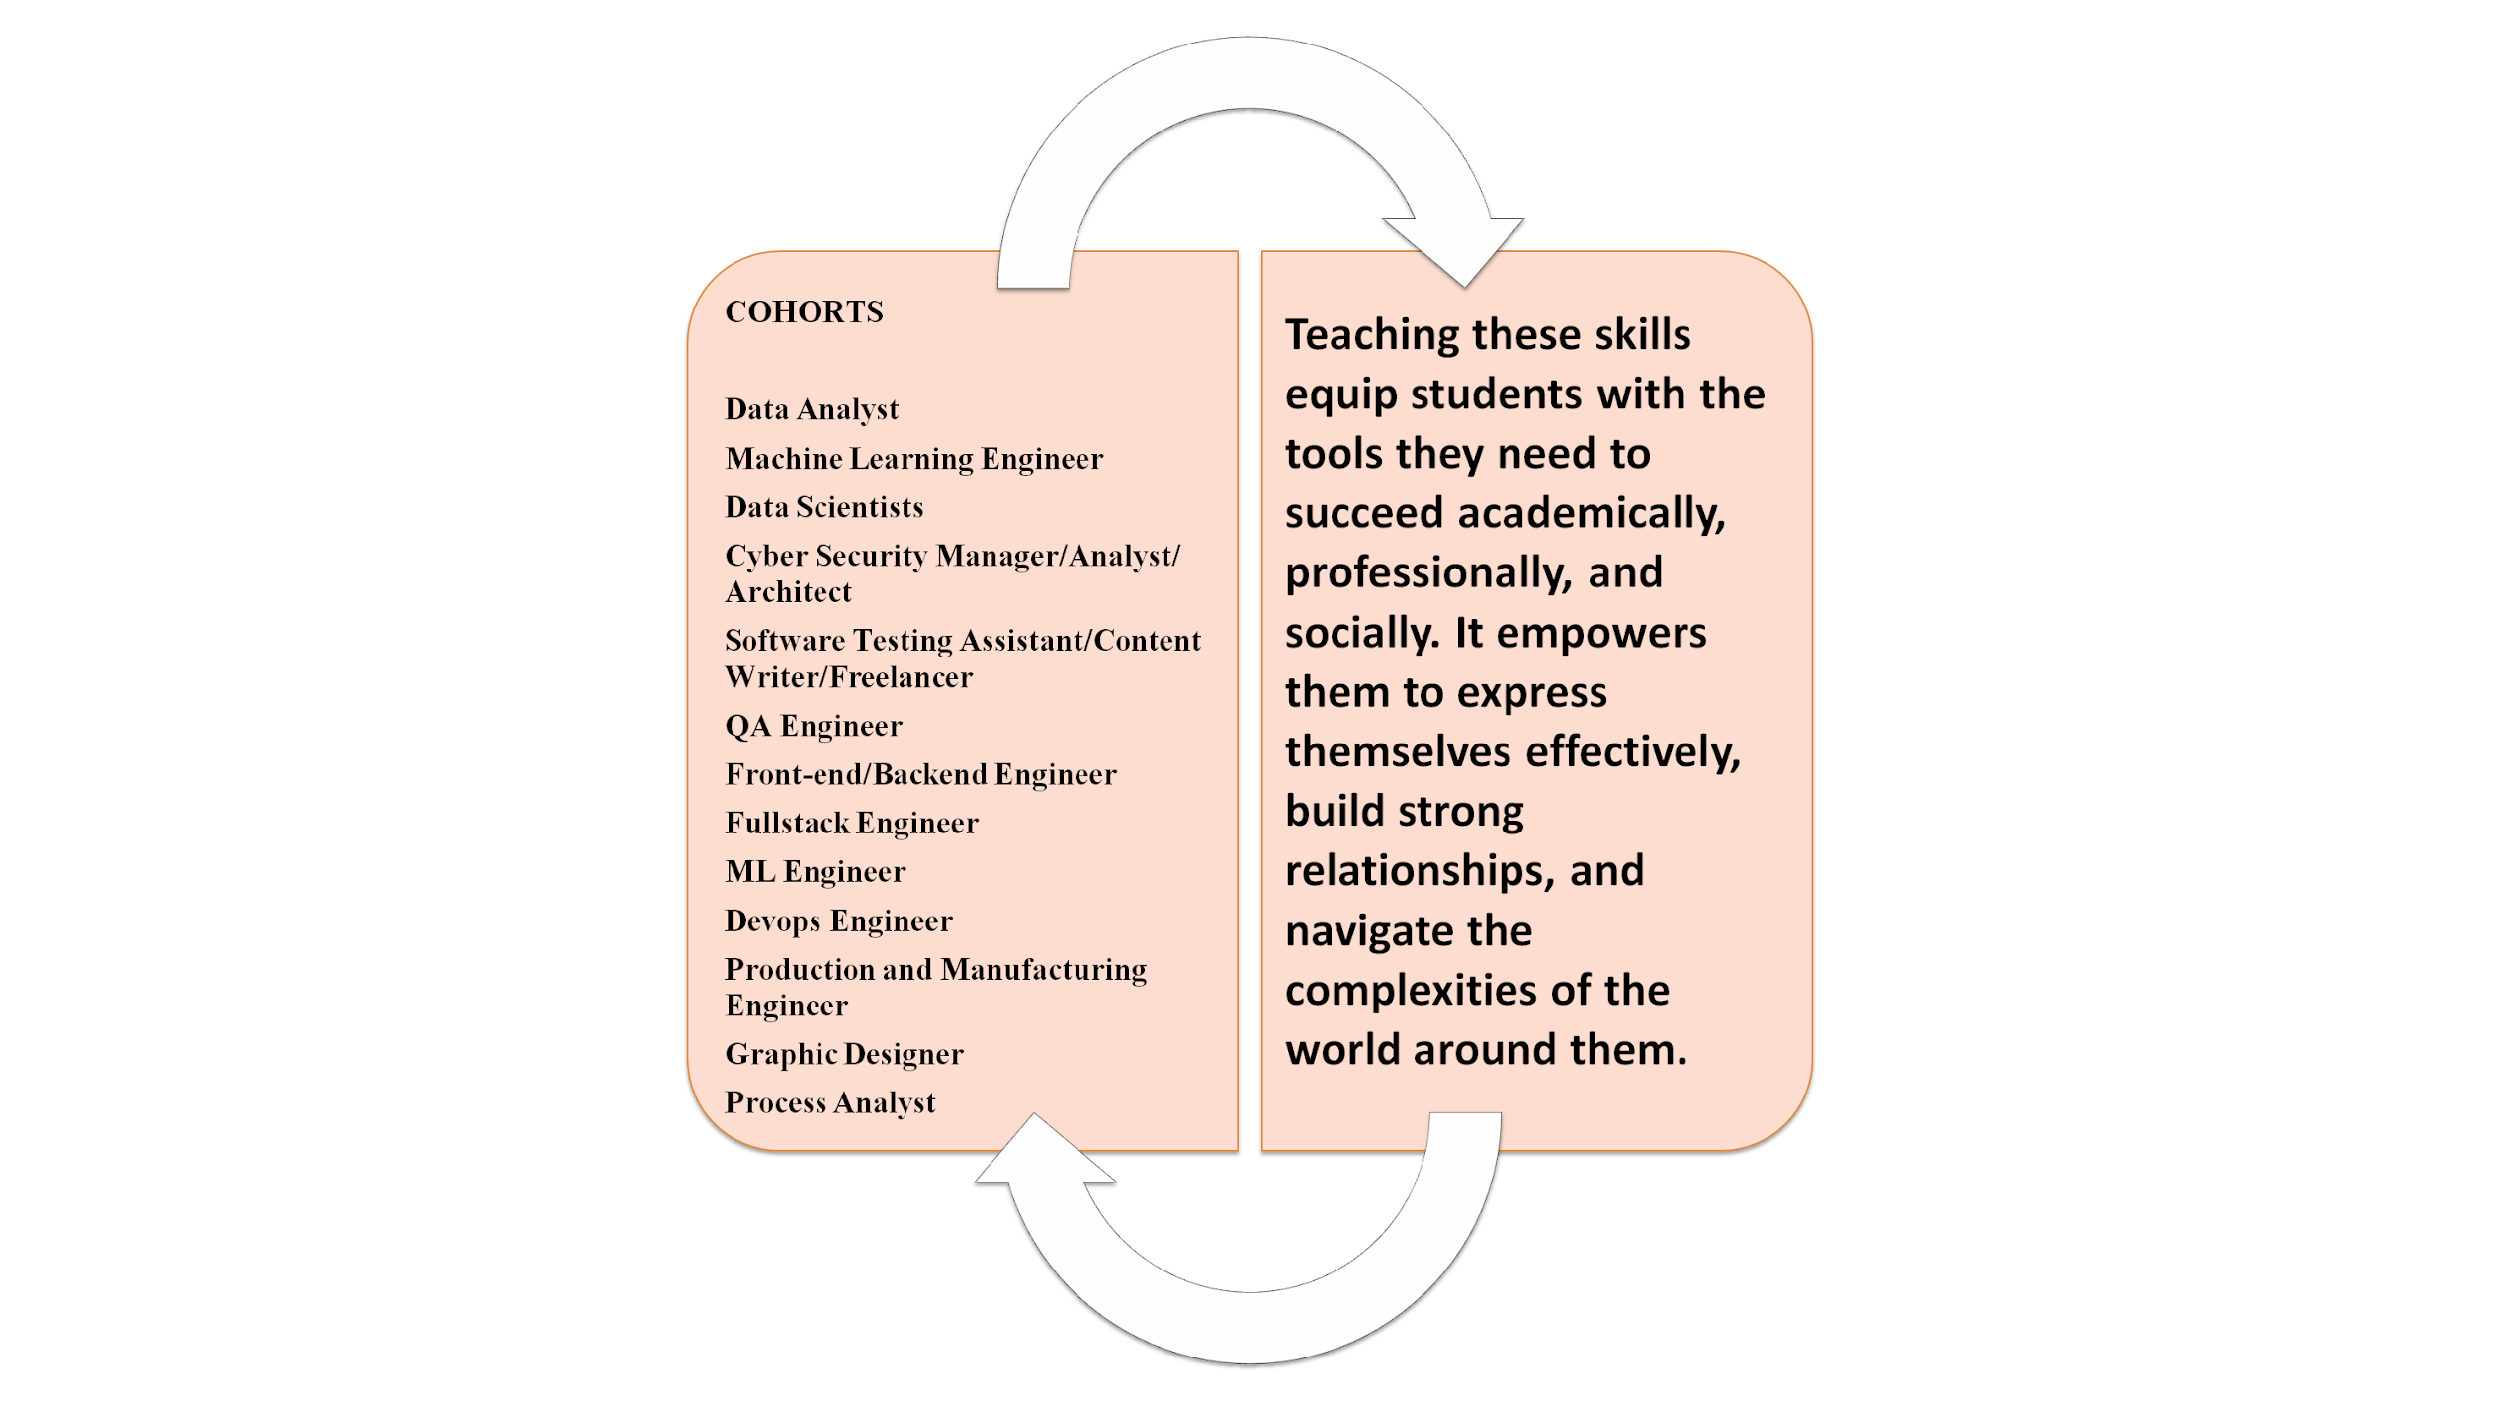 COHORTS
Data Analyst
Machine Learning Engineer
Data Scientists
Cyber Security Manager/Analyst/
Architect
Software Testing Assistant/Content
Writer/Freelancer
QA Engineer
Front-end/Backend Engineer
Fullstack Engineer
ML Engineer
Devops Engineer
Production and Manufacturing
Engineer
Graphic Designer
Process Analyst
Teaching these skills
equip students with the
tools they need to
succeed academically,
professionally, and
socially. It empowers
them to express
themselves effectively,
build strong
relationships, and
navigate the
complexities of the
world around them.